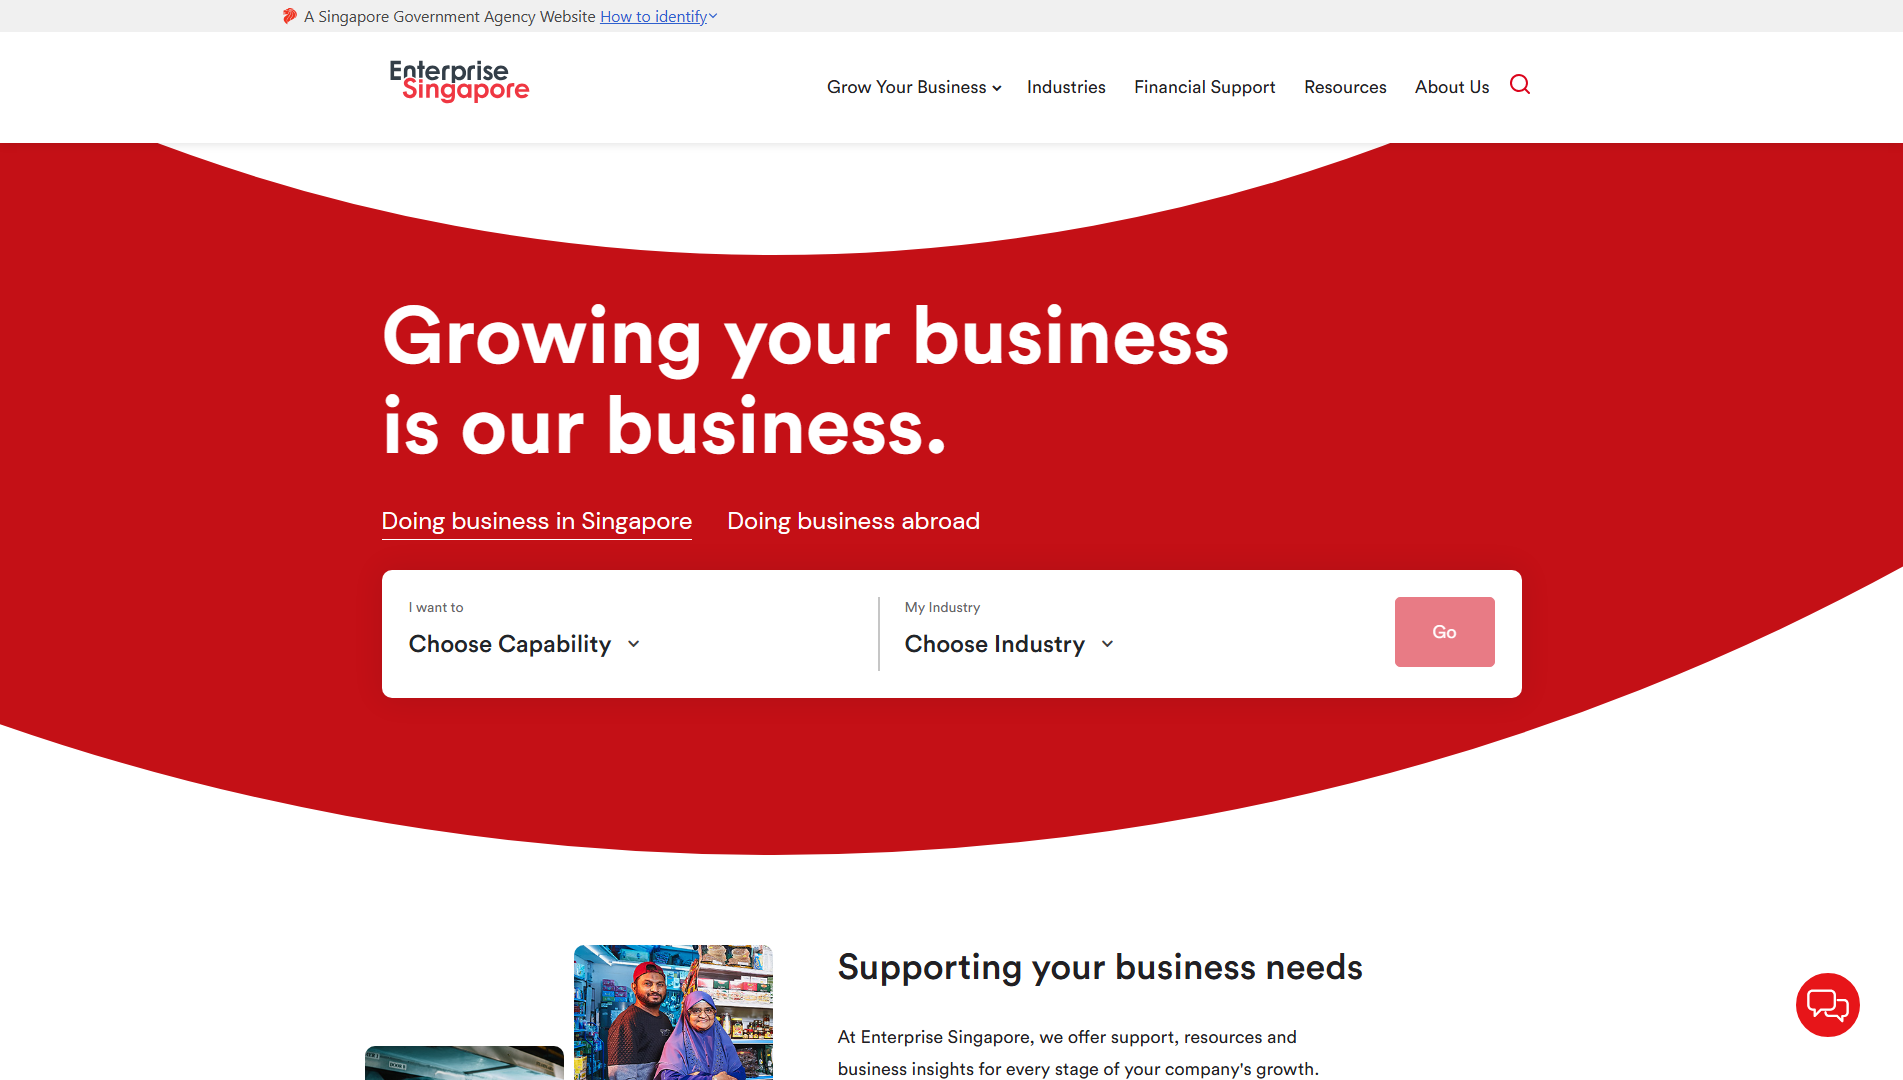 A Singapore Government Agency Website How to identify
Enterprise
Singapore
Grow Your Business
Industries
Financial Support
Resources
About Us
Growing your business
is our business.
Doing business in Singapore
Doing business abroad
I want to
Choose Capability
My Industry
Choose Industry
Go
Supporting your business needs
At Enterprise Singapore, we offer support, resources and
business insights for every stage of your company's growth.